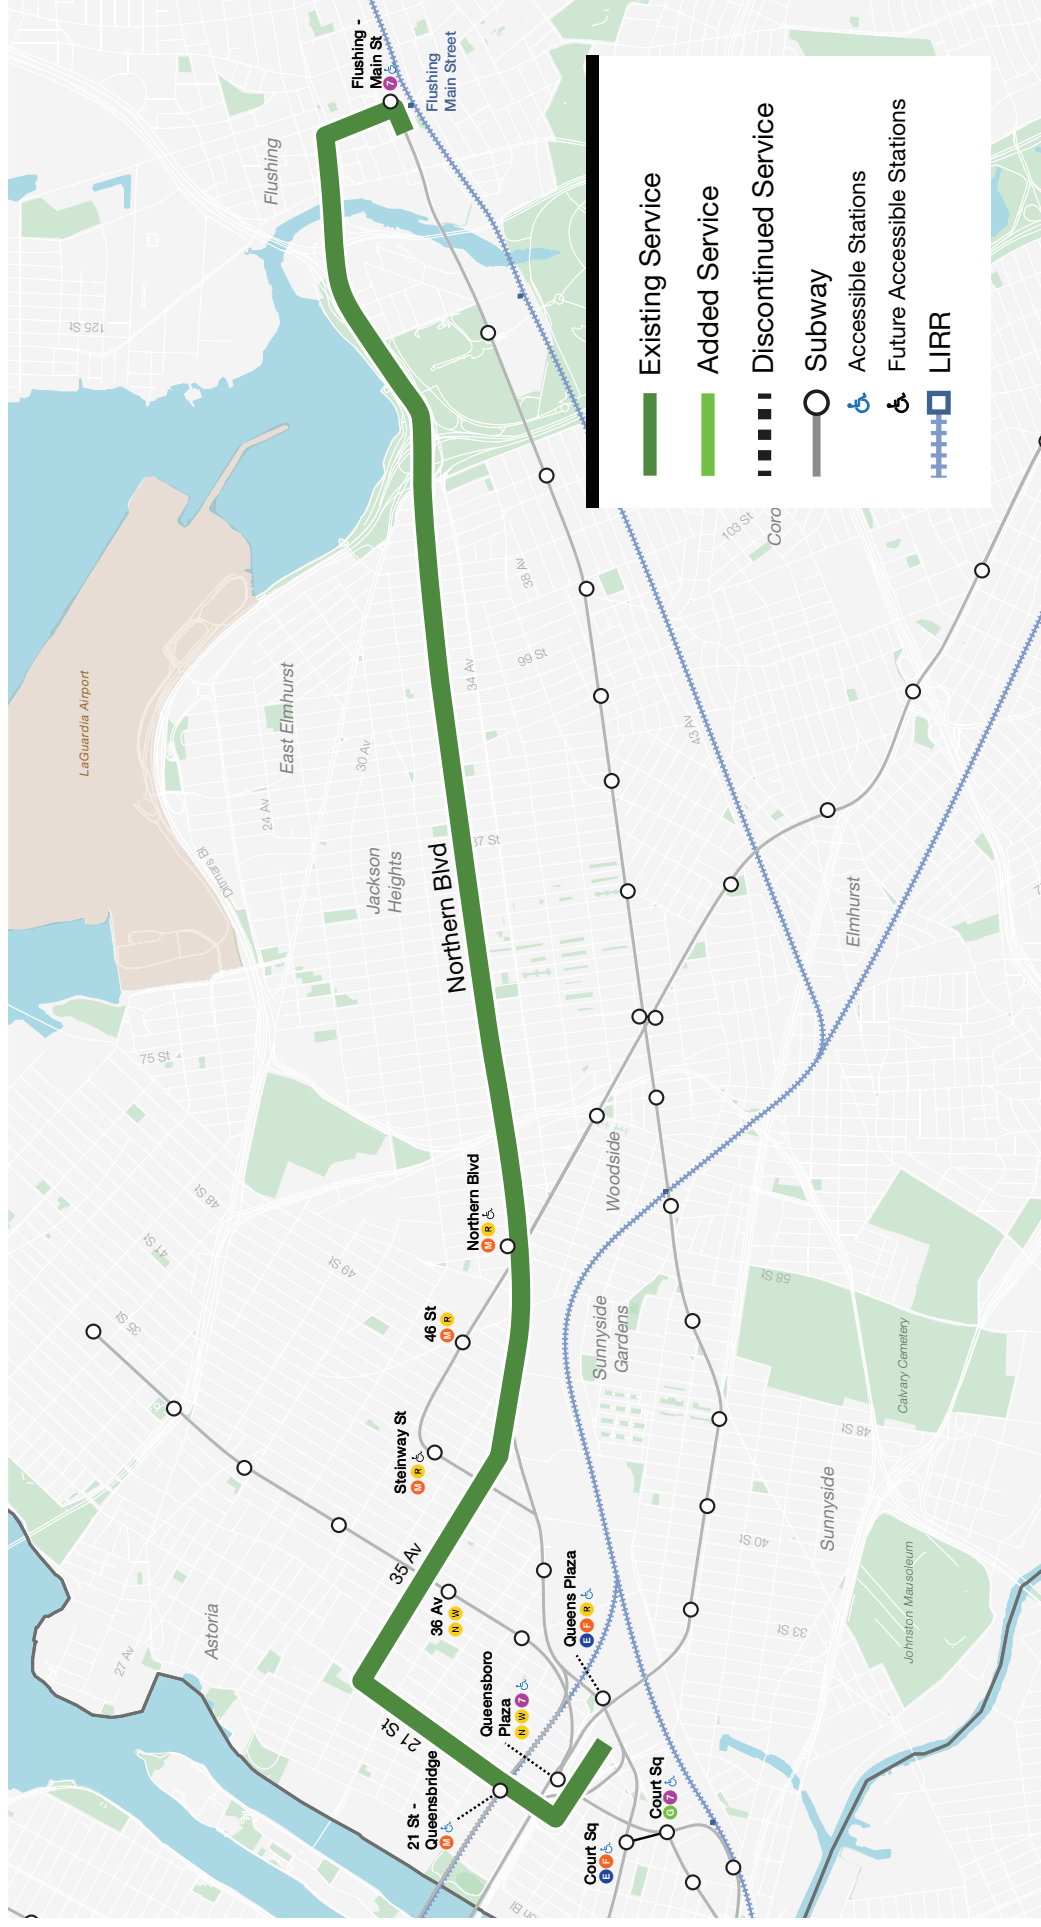 Flushing -
Main St
7
Flushing
Main Street
Flushing
125 St
LaGuardia Airport
East Elmhurst
24 Av
30 Av
Ditmars Bl
Jackson
Heights
Northern Blvd
34 Av
99 St
38 Av
103 St
43 Av
Elmhurst
75 St
48 St
41 St
49 St
35 St
Northern Blvd
M R
46 St
M R
Steinway St
M R
35 Av
36 Av
N W
Astoria
27 Av
21 St
Queensboro
Plaza
N W 7
Queens Plaza
E F R
21 St -
Queensbridge
M
Court Sq
E F
Court Sq
G 7
Woodside
Sunnyside
Gardens
58 St
Calvary Cemetery
48 St
Sunnyside
40 St
Johnston Mausoleum
33 St
Existing Service
Added Service
Discontinued Service
Subway
Accessible Stations
Future Accessible Stations
LIRR